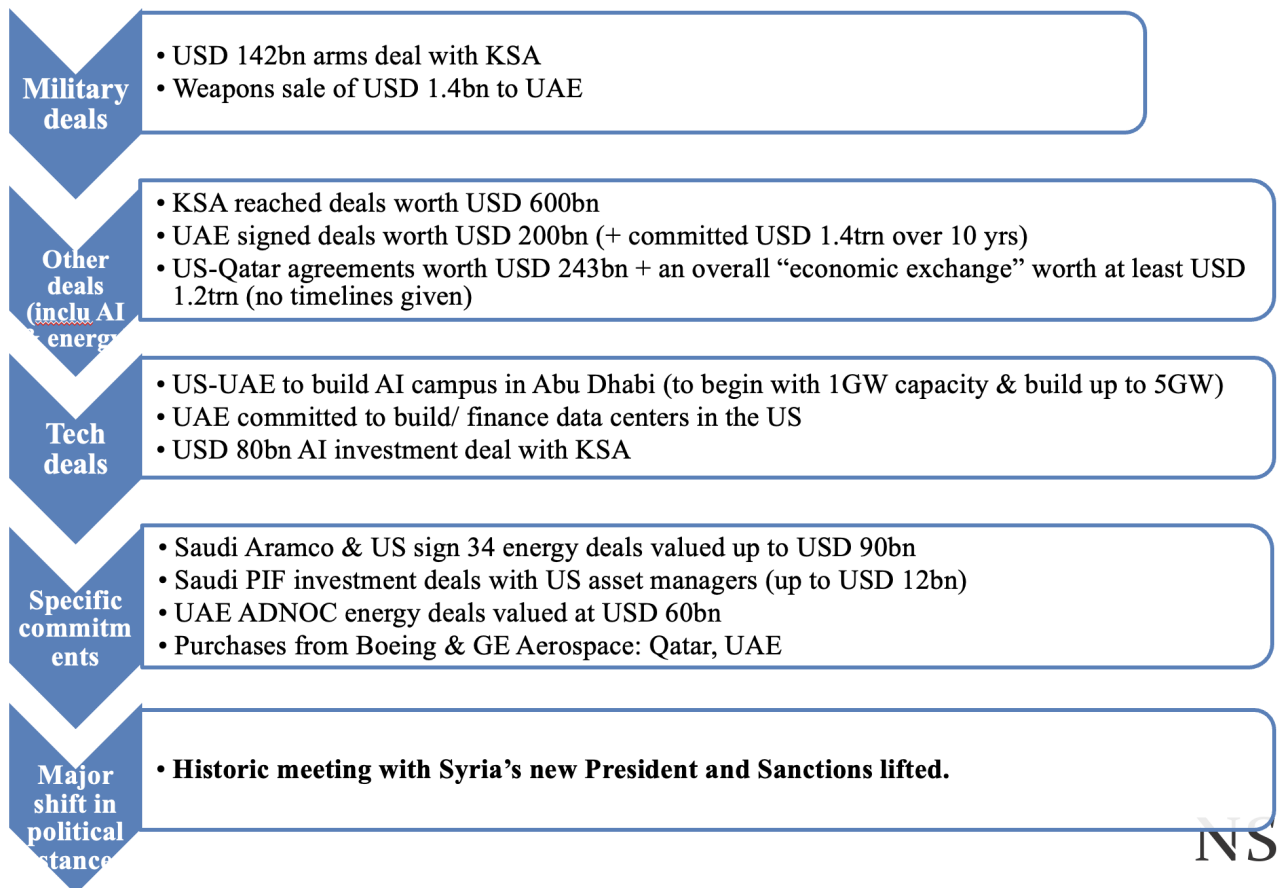 Military
deals
• USD 142bn arms deal with KSA
• Weapons sale of USD 1.4bn to UAE
Other
deals
(inclu AI
& energy
• KSA reached deals worth USD 600bn
• UAE signed deals worth USD 200bn (+ committed USD 1.4trn over 10 yrs)
• US-Qatar agreements worth USD 243bn + an overall “economic exchange” worth at least USD
1.2trn (no timelines given)
Tech
deals
• US-UAE to build AI campus in Abu Dhabi (to begin with 1GW capacity & build up to 5GW)
• UAE committed to build/ finance data centers in the US
• USD 80bn AI investment deal with KSA
Specific
commitm
ents
• Saudi Aramco & US sign 34 energy deals valued up to USD 90bn
• Saudi PIF investment deals with US asset managers (up to USD 12bn)
• UAE ADNOC energy deals valued at USD 60bn
• Purchases from Boeing & GE Aerospace: Qatar, UAE
Major
shift in
political
stance
• Historic meeting with Syria’s new President and Sanctions lifted.
NS